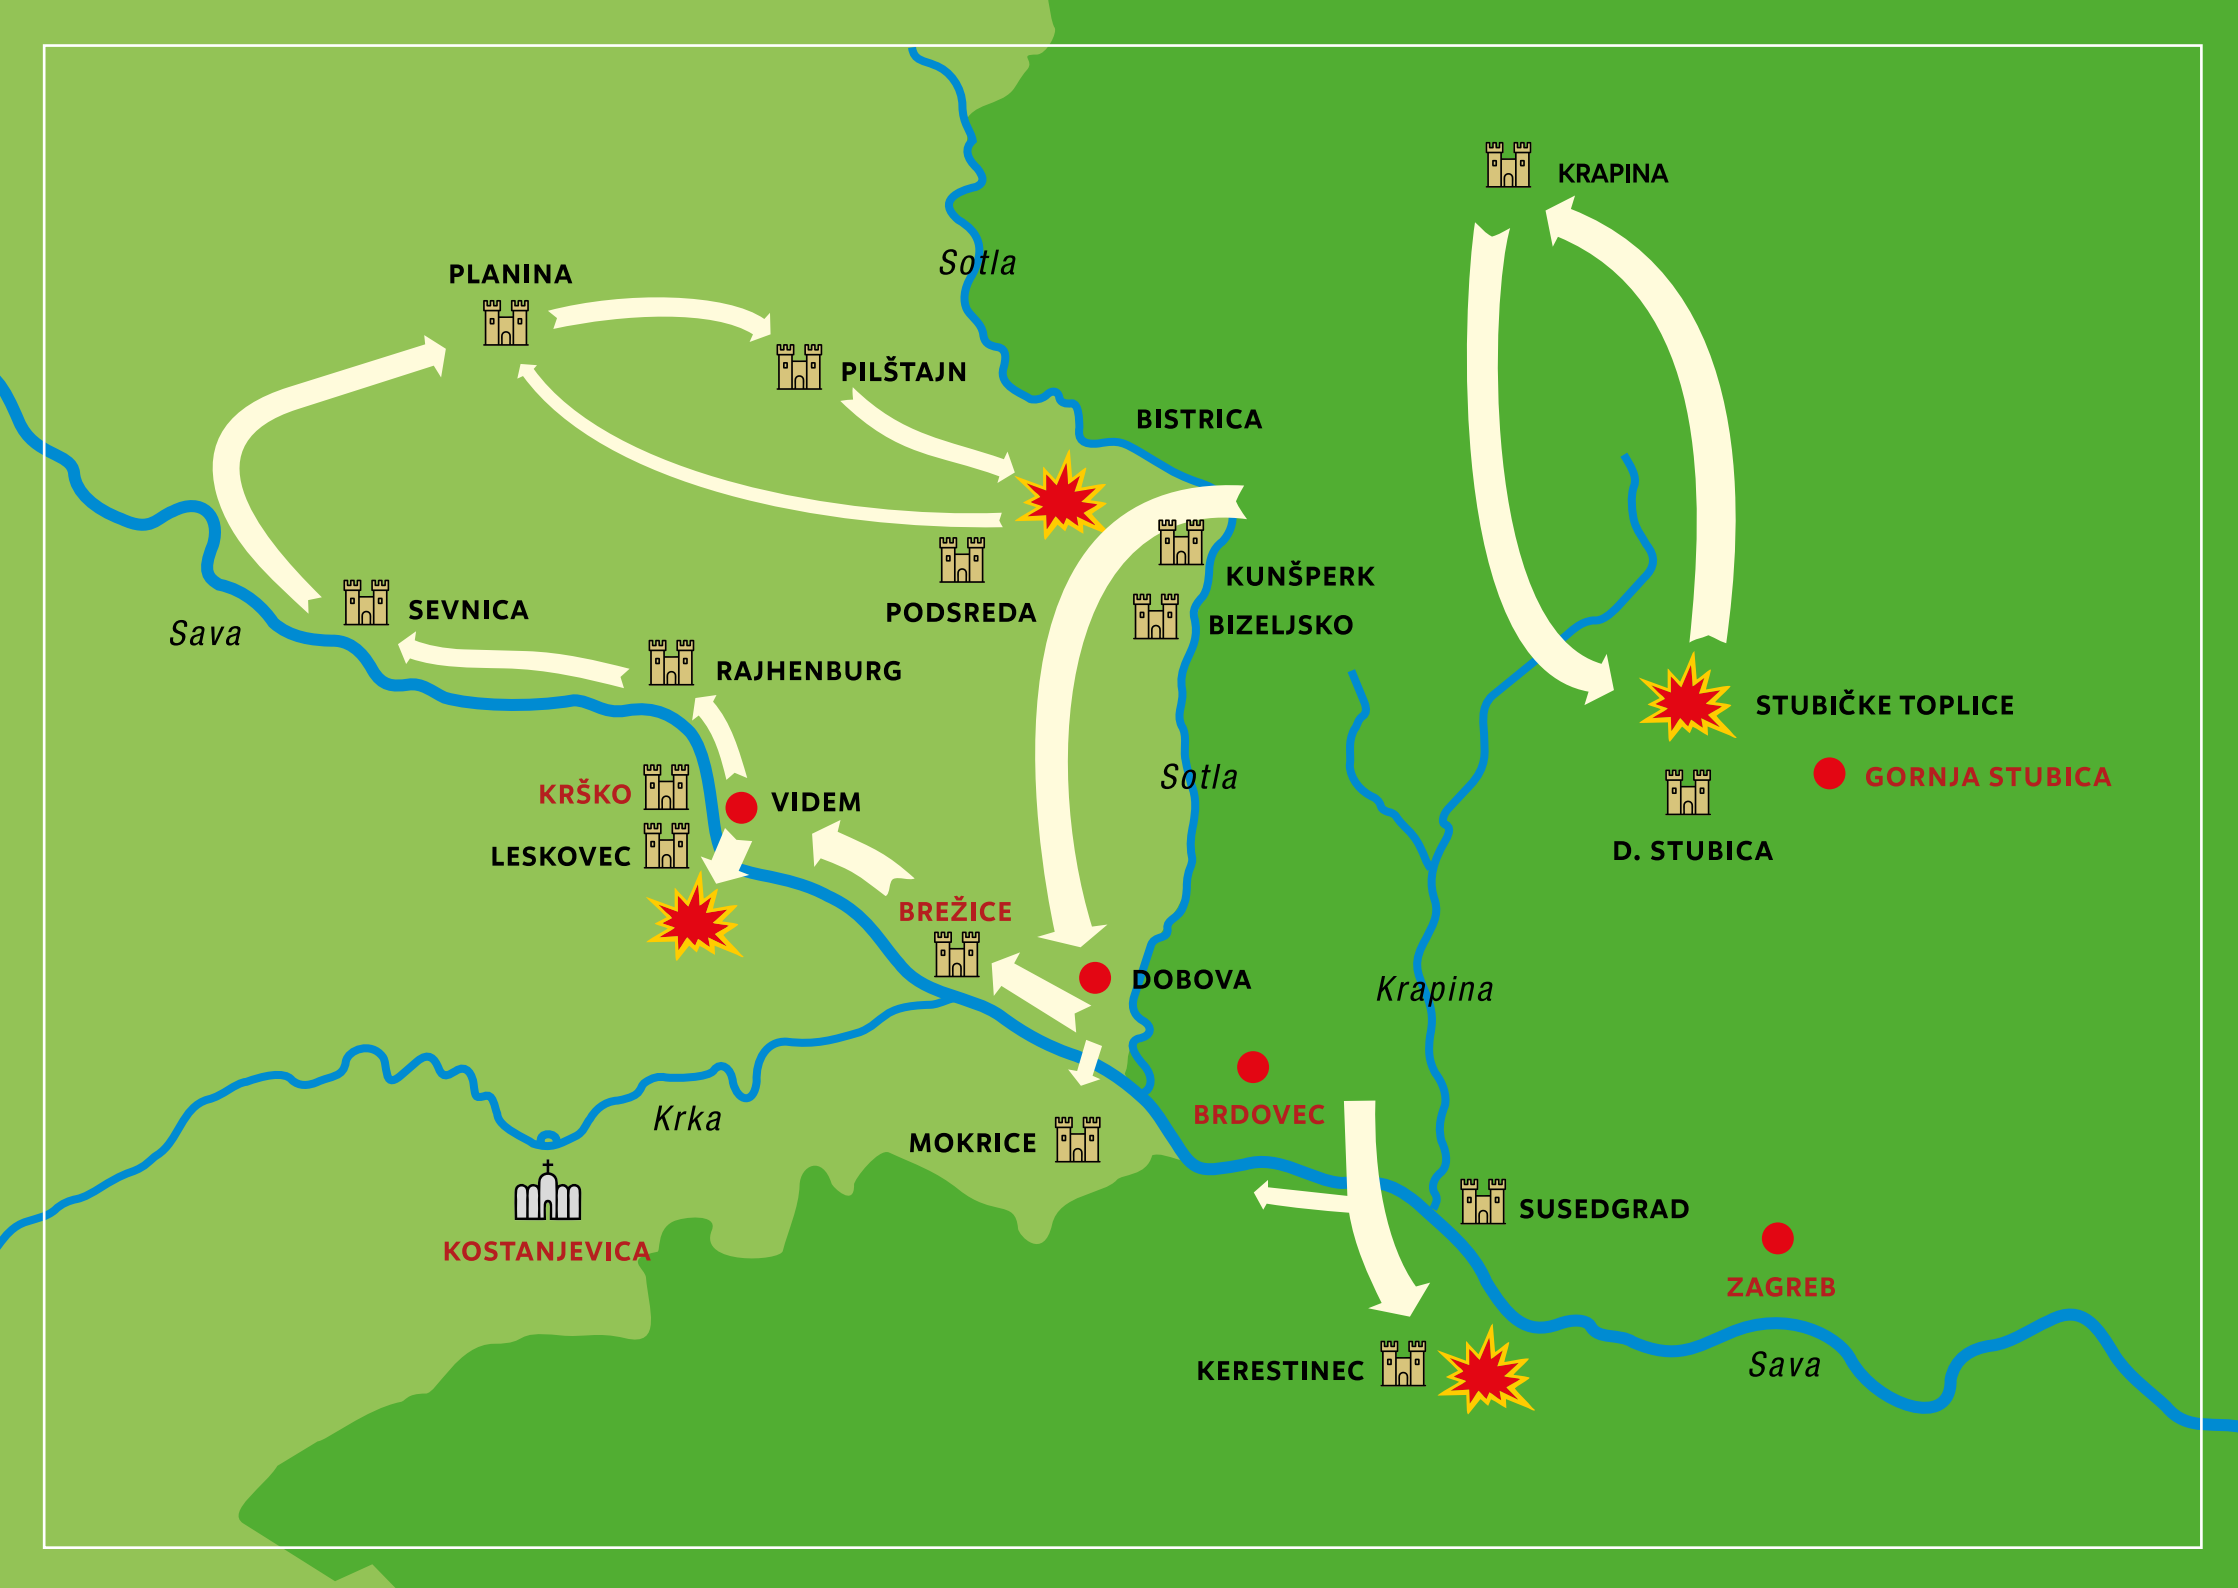 KRAPINA
Sotla
PLANINA
PILŠTAJN
BISTRICA
KUNŠPERK
PODSREDA
SEVNICA
BIZELJSKO
Sava
RAJHENBURG
STUBIČKE TOPLICE
Sotla
GORNJA STUBICA
KRŠKO
VIDEM
LESKOVEC
D. STUBICA
BREŽICE
DOBOVA
Krapina
BRDOVEC
Krka
MOKRICE
SUSEDGRAD
KOSTANJEVICA
ZAGREB
Sava
KERESTINEC